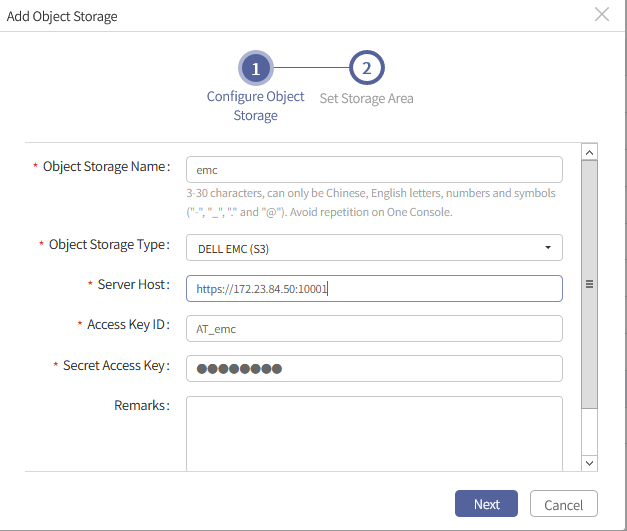 Add Object Storage
1
2
Configure Object
Storage
Set Storage Area
* Object Storage Name:
emc
3-30 characters, can only be Chinese, English letters, numbers and symbols
("-", "_", "." and "@"). Avoid repetition on One Console.
* Object Storage Type:
DELL EMC (S3)
* Server Host:
https://172.23.84.50:10001
* Access Key ID:
AT_emc
* Secret Access Key:
●●●●●●●●
Remarks:
Next
Cancel